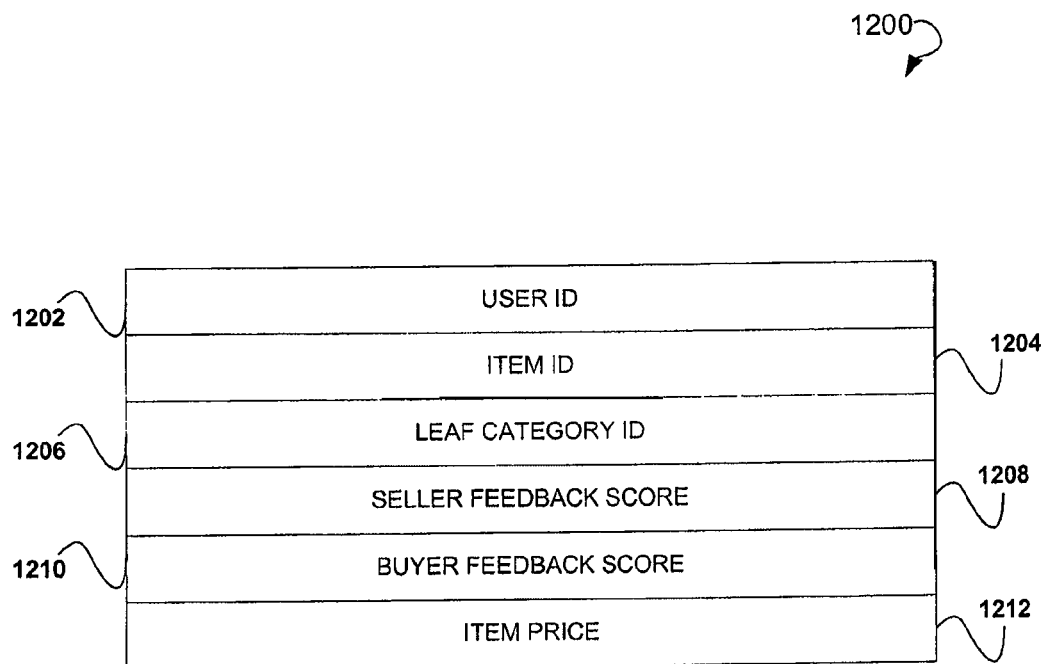 1200
USER ID
1202
ITEM ID
1204
LEAF CATEGORY ID
1206
SELLER FEEDBACK SCORE
1208
BUYER FEEDBACK SCORE
1210
ITEM PRICE
1212